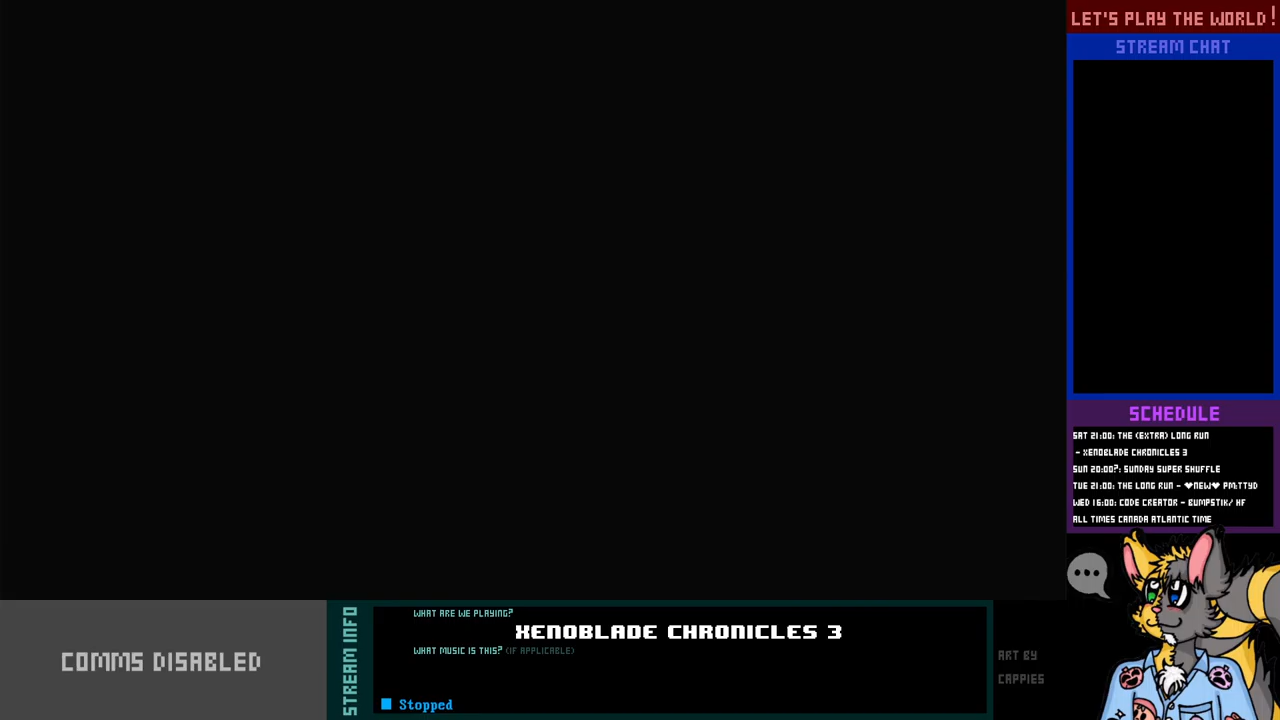 LET'S PLAY THE WORLD!
STREAM CHAT
SCHEDULE
SAT 21:00: THE (EXTRA) LONG RUN
- XENOBLADE CHRONICLES 3
SUN 20:00?: SUNDAY SUPER SHUFFLE
TUE 21:00: THE LONG RUN - ♥NEW♥ PM:TTYD
WED 16:00: CODE CREATOR - BUMPSTIK/ HF
ALL TIMES CANADA ATLANTIC TIME
...
COMMS DISABLED
STREAM INFO
WHAT ARE WE PLAYING?
XENOBLADE CHRONICLES 3
WHAT MUSIC IS THIS? (IF APPLICABLE)
Stopped
ART BY
CAPPIES